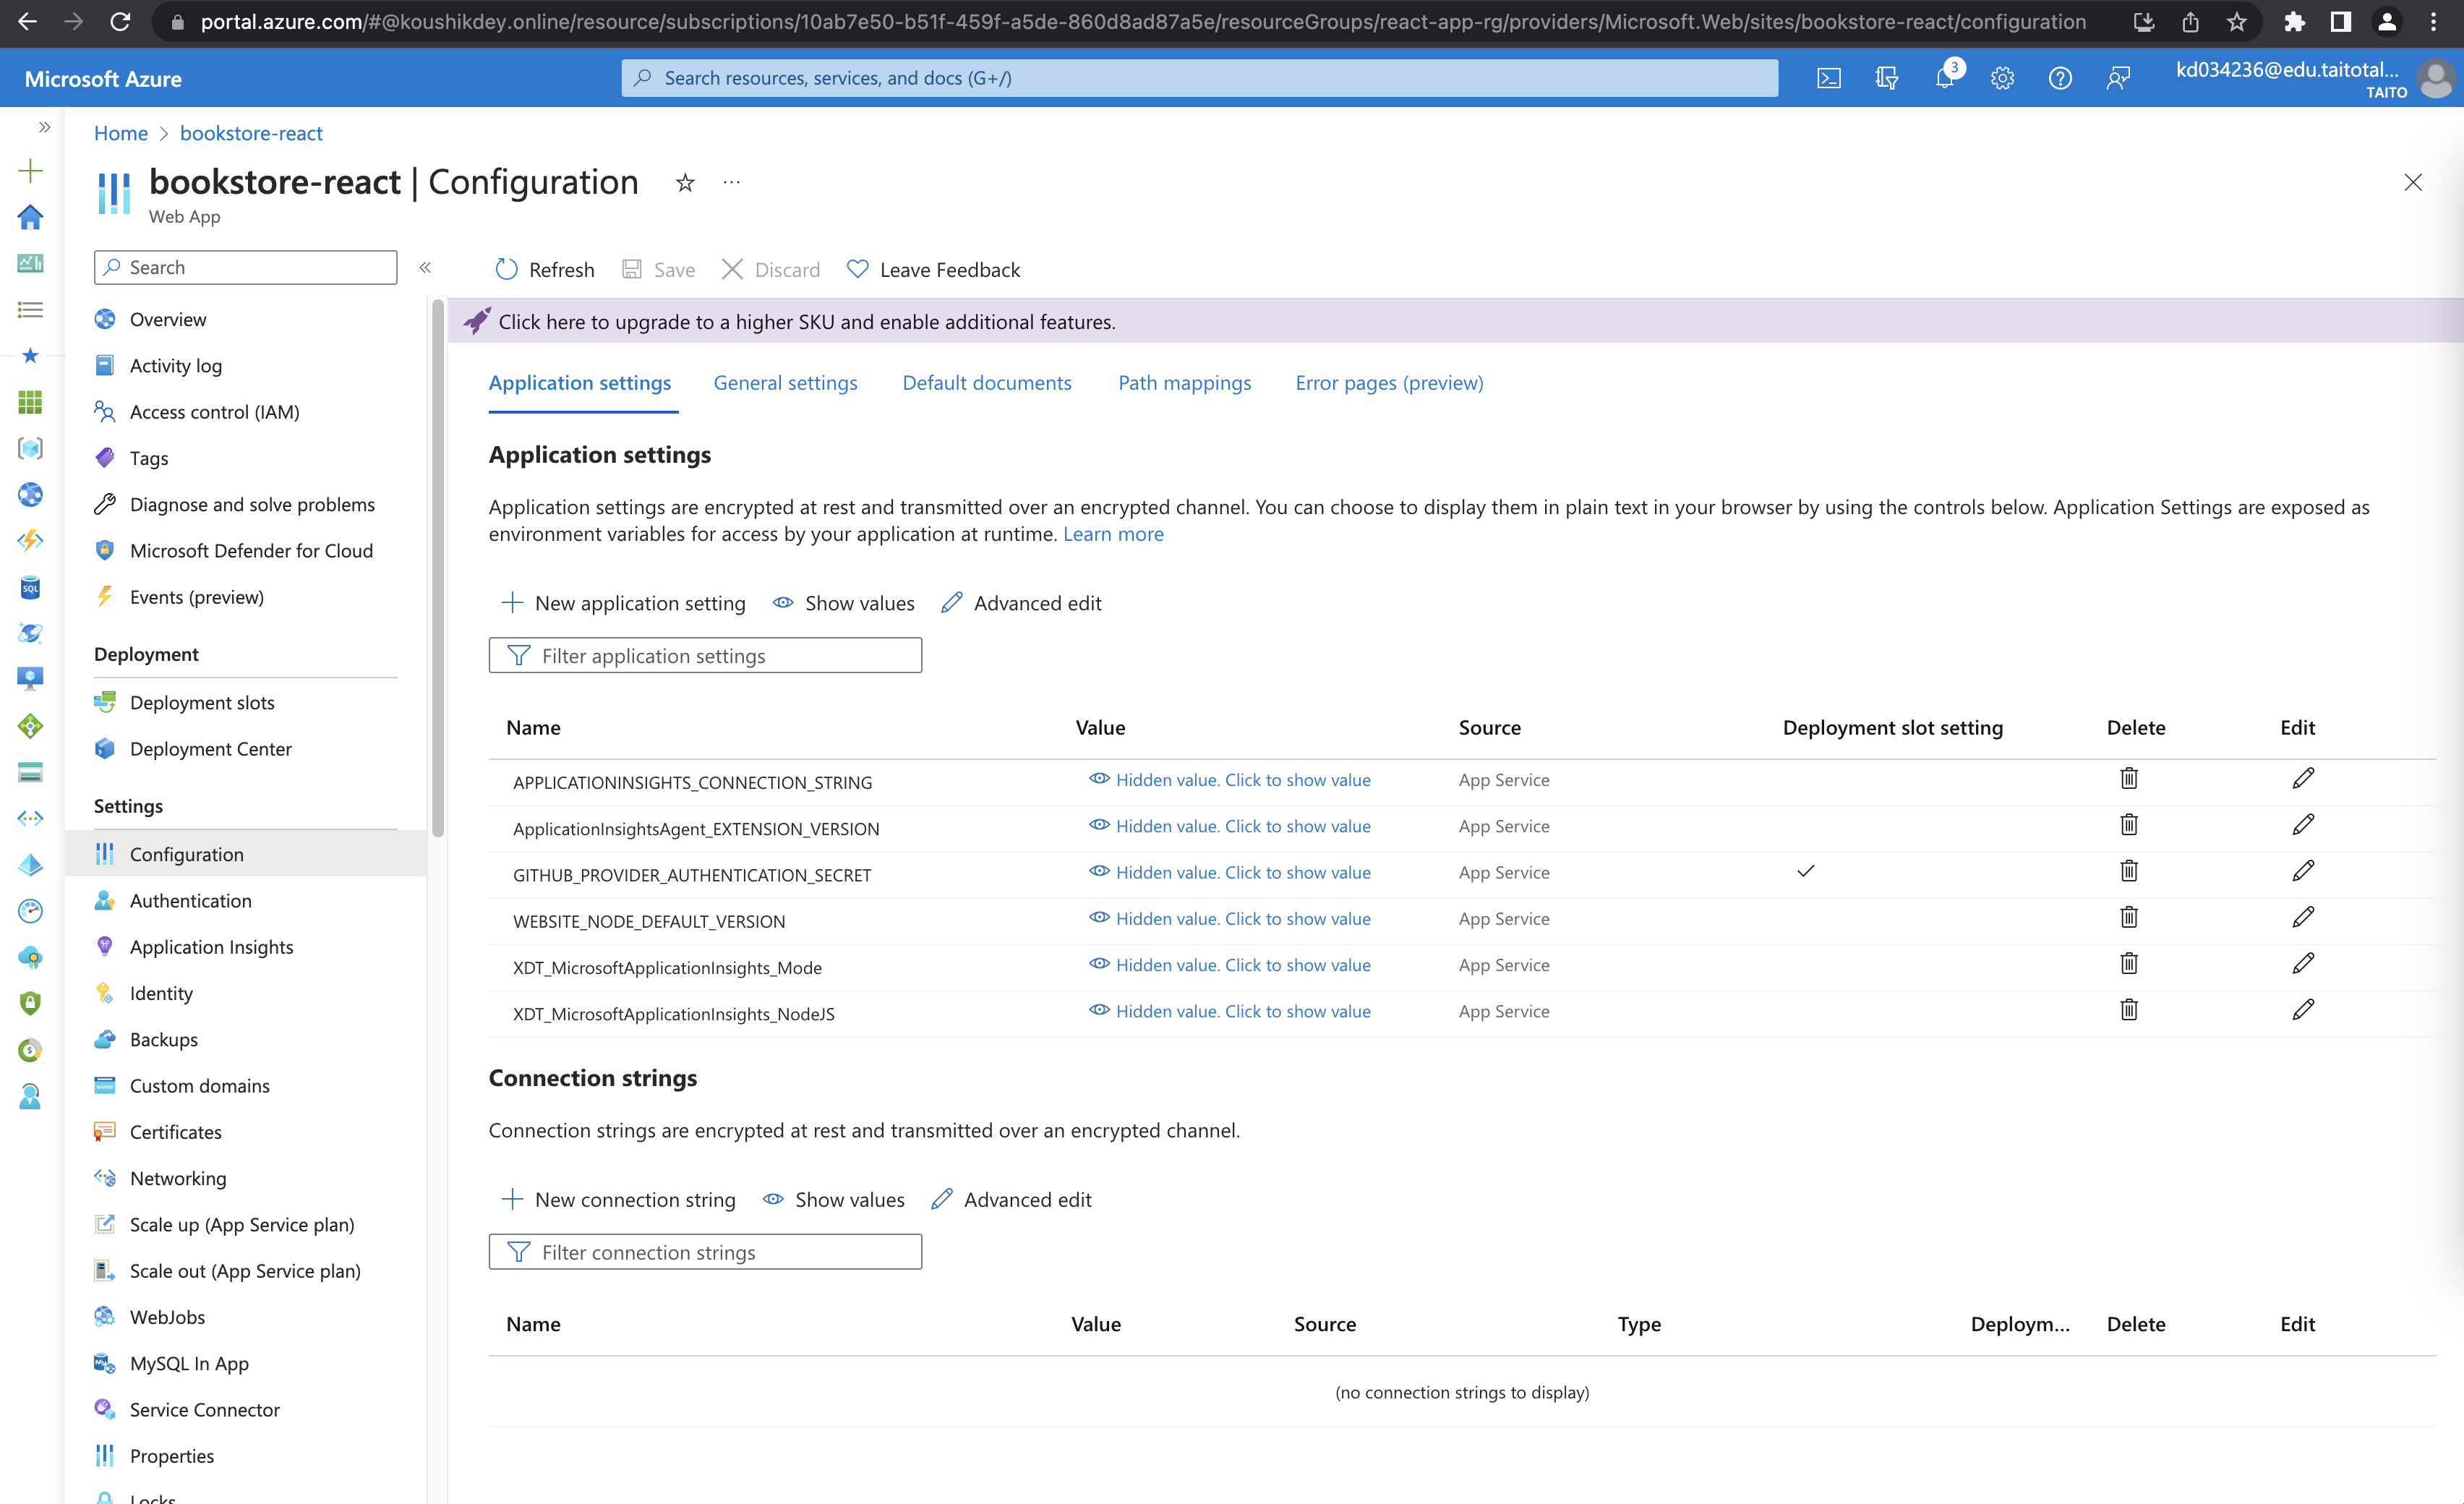 portal.azure.com/#@koushikdey.online/resource/subscriptions/10ab7e50-b51f-459f-a5de-860d8ad87a5e/resourceGroups/react-app-rg/providers/Microsoft.Web/sites/bookstore-react/configuration
Microsoft Azure
Search resources, services, and docs (G+/)
3
kd034236@edu.taitotal...
TAITO
Home > bookstore-react
bookstore-react | Configuration
Web App
Search
Overview
Activity log
Access control (IAM)
Tags
Diagnose and solve problems
Microsoft Defender for Cloud
Events (preview)
Deployment
Deployment slots
Deployment Center
Settings
Configuration
Authentication
Application Insights
Identity
Backups
Custom domains
Certificates
Networking
Scale up (App Service plan)
Scale out (App Service plan)
WebJobs
MySQL In App
Service Connector
Properties
Locks
Refresh Save Discard Leave Feedback
Click here to upgrade to a higher SKU and enable additional features.
Application settings General settings Default documents Path mappings Error pages (preview)
Application settings
Application settings are encrypted at rest and transmitted over an encrypted channel. You can choose to display them in plain text in your browser by using the controls below. Application Settings are exposed as
environment variables for access by your application at runtime. Learn more
New application setting Show values Advanced edit
Filter application settings
Name Value Source Deployment slot setting Delete Edit
APPLICATIONINSIGHTS_CONNECTION_STRING Hidden value. Click to show value App Service
ApplicationInsightsAgent_EXTENSION_VERSION Hidden value. Click to show value App Service
GITHUB_PROVIDER_AUTHENTICATION_SECRET Hidden value. Click to show value App Service
WEBSITE_NODE_DEFAULT_VERSION Hidden value. Click to show value App Service
XDT_MicrosoftApplicationInsights_Mode Hidden value. Click to show value App Service
XDT_MicrosoftApplicationInsights_NodeJS Hidden value. Click to show value App Service
Connection strings
Connection strings are encrypted at rest and transmitted over an encrypted channel.
New connection string Show values Advanced edit
Filter connection strings
Name Value Source Type Deploym... Delete Edit
(no connection strings to display)